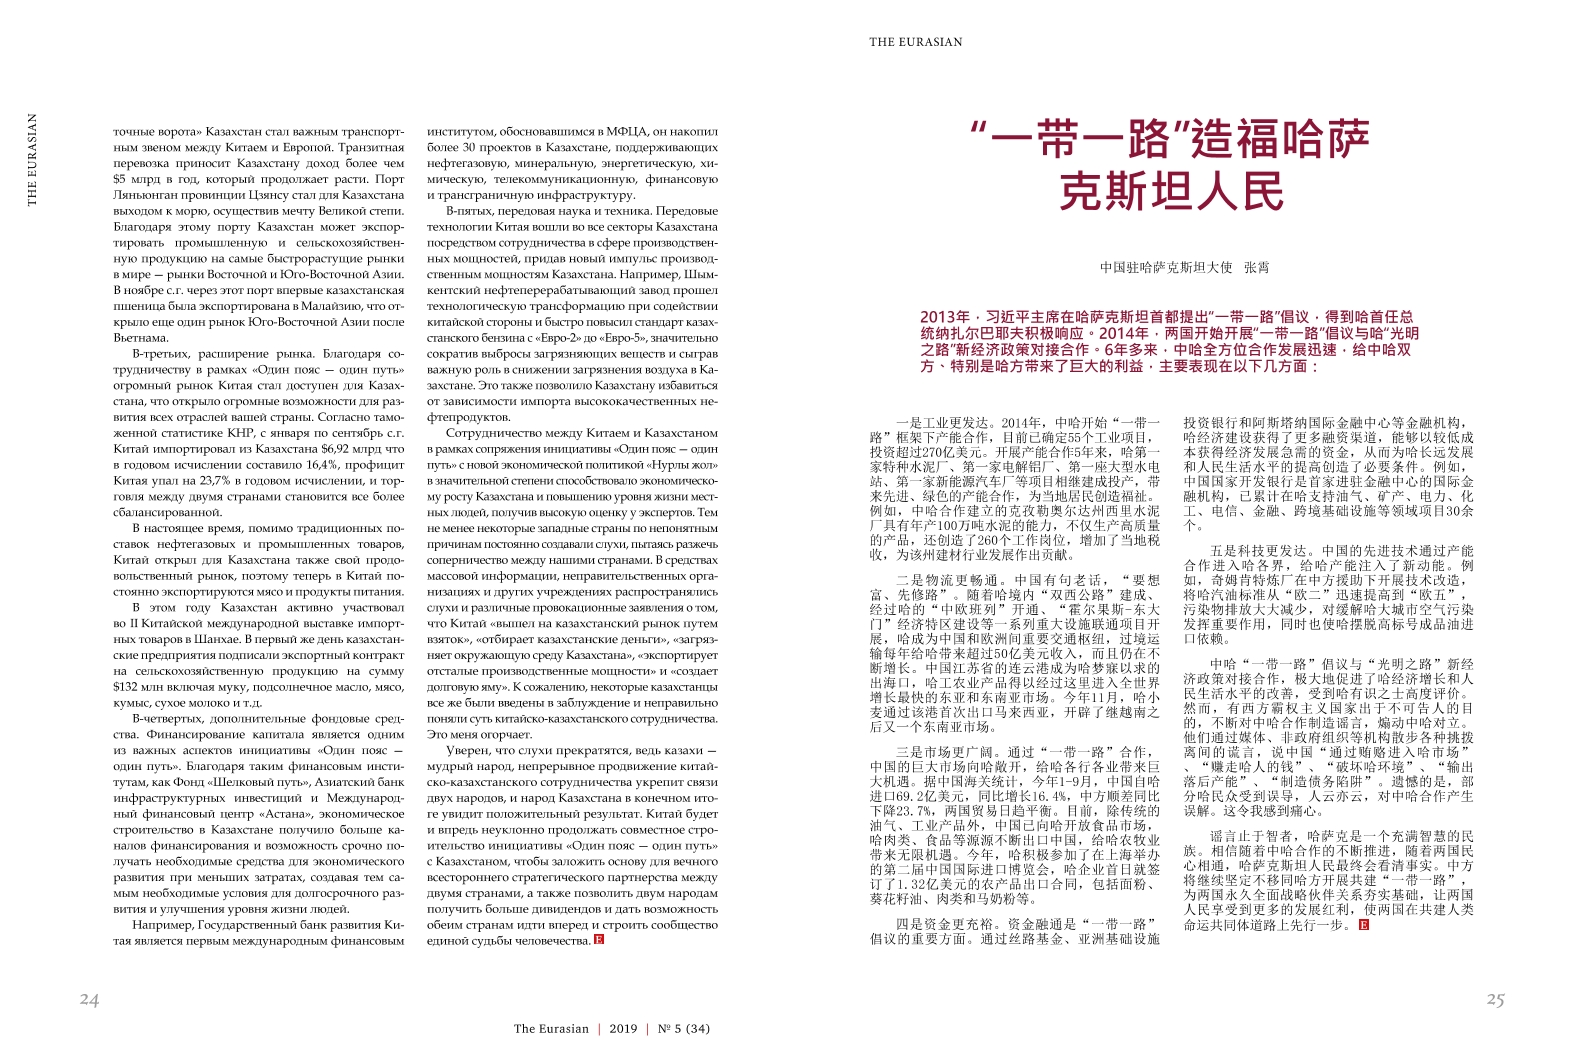 THE EURASIAN
точные ворота» Казахстан стал важным транспорт-
ным звеном между Китаем и Европой. Транзитная
перевозка приносит Казахстану доход более чем
$5 млрд в год, который продолжает расти. Порт
Ляньюнган провинции Цзянсу стал для Казахстана
выходом к морю, осуществив мечту Великой степи.
Благодаря этому порту Казахстан может экспор-
тировать промышленную и сельскохозяйствен-
ную продукцию на самые быстрорастущие рынки
в мире — рынки Восточной и Юго-Восточной Азии.
В ноябре с.г. через этот порт впервые казахстанская
пшеница была экспортирована в Малайзию, что от-
крыло еще один рынок Юго-Восточной Азии после
Вьетнама.
В-третьих, расширение рынка. Благодаря со-
трудничеству в рамках «Один пояс — один путь»
огромный рынок Китая стал доступен для Казах-
стана, что открыло огромные возможности для раз-
вития всех отраслей вашей страны. Согласно тамо-
женной статистике КНР, с января по сентябрь с.г.
Китай импортировал из Казахстана $6,92 млрд что
в годовом исчислении составило 16,4%, профицит
Китая упал на 23,7% в годовом исчислении, и тор-
говля между двумя странами становится все более
сбалансированной.
В настоящее время, помимо традиционных по-
ставок нефтегазовых и промышленных товаров,
Китай открыл для Казахстана также свой продо-
вольственный рынок, поэтому теперь в Китай по-
стоянно экспортируются мясо и продукты питания.
В этом году Казахстан активно участвовал
во II Китайской международной выставке импорт-
ных товаров в Шанхае. В первый же день казахстан-
ские предприятия подписали экспортный контракт
на сельскохозяйственную продукцию на сумму
$132 млн включая муку, подсолнечное масло, мясо,
кумыс, сухое молоко и т.д.
В-четвертых, дополнительные фондовые сред-
ства. Финансирование капитала является одним
из важных аспектов инициативы «Один пояс —
один путь». Благодаря таким финансовым инсти-
тутам, как Фонд «Шелковый путь», Азиатский банк
инфраструктурных инвестиций и Международ-
ный финансовый центр «Астана», экономическое
строительство в Казахстане получило больше ка-
налов финансирования и возможность срочно по-
лучать необходимые средства для экономического
развития при меньших затратах, создавая тем са-
мым необходимые условия для долгосрочного раз-
вития и улучшения уровня жизни людей.
Например, Государственный банк развития Ки-
тая является первым международным финансовым
институтом, обосновавшимся в МФЦА, он накопил
более 30 проектов в Казахстане, поддерживающих
нефтегазовую, минеральную, энергетическую, хи-
мическую, телекоммуникационную, финансовую
и трансграничную инфраструктуру.
В-пятых, передовая наука и техника. Передовые
технологии Китая вошли во все секторы Казахстана
посредством сотрудничества в сфере производствен-
ных мощностей, придав новый импульс производ-
ственным мощностям Казахстана. Например, Шым-
кентский нефтеперерабатывающий завод прошел
технологическую трансформацию при содействии
китайской стороны и быстро повысил стандарт казах-
станского бензина с «Евро-2» до «Евро-5», значительно
сократив выбросы загрязняющих веществ и сыграв
важную роль в снижении загрязнения воздуха в Ка-
захстане. Это также позволило Казахстану избавиться
от зависимости импорта высококачественных не-
фтепродуктов.
Сотрудничество между Китаем и Казахстаном
в рамках сопряжения инициативы «Один пояс — один
путь» с новой экономической политикой «Нурлы жол»
в значительной степени способствовало экономическо-
му росту Казахстана и повышению уровня жизни мест-
ных людей, получив высокую оценку у экспертов. Тем
не менее некоторые западные страны по непонятным
причинам постоянно создавали слухи, пытаясь разжечь
соперничество между нашими странами. В средствах
массовой информации, неправительственных орга-
низациях и других учреждениях распространялись
слухи и различные провокационные заявления о том,
что Китай «вышел на казахстанский рынок путем
взяток», «отбирает казахстанские деньги», «загряз-
няет окружающую среду Казахстана», «экспортирует
отсталые производственные мощности» и «создает
долговую яму». К сожалению, некоторые казахстанцы
все же были введены в заблуждение и неправильно
поняли суть китайско-казахстанского сотрудничества.
Это меня огорчает.
Уверен, что слухи прекратятся, ведь казахи —
мудрый народ, непрерывное продвижение китай-
ско-казахстанского сотрудничества укрепит связи
двух народов, и народ Казахстана в конечном ито-
ге увидит положительный результат. Китай будет
и впредь неуклонно продолжать совместное стро-
ительство инициативы «Один пояс — один путь»
с Казахстаном, чтобы заложить основу для вечного
всестороннего стратегического партнерства между
двумя странами, а также позволить двум народам
получить больше дивидендов и дать возможность
обеим странам идти вперед и строить сообщество
единой судьбы человечества. E
24
The Eurasian | 2019 | № 5 (34)
THE EURASIAN
“一带一路”造福哈萨
克斯坦人民
中国驻哈萨克斯坦大使 张霄
2013年，习近平主席在哈萨克斯坦首都提出“一带一路”倡议，得到哈首任总
统纳扎尔巴耶夫积极响应。2014年，两国开始开展“一带一路”倡议与哈“光明
之路”新经济政策对接合作。6年多来，中哈全方位合作发展迅速，给中哈双
方、特别是哈方带来了巨大的利益，主要表现在以下几方面：
一是工业更发达。2014年，中哈开始“一带一
路”框架下产能合作，目前已确定55个工业项目，
投资超过270亿美元。开展产能合作5年来，哈第一
家特种水泥厂、第一家电解铝厂、第一座大型水电
站、第一家新能源汽车厂等项目相继建成投产，带
来先进、绿色的产能合作，为当地居民创造福祉。
例如，中哈合作建立的克孜勒奥尔达州西里水泥
厂具有年产100万吨水泥的能力，不仅生产高质量
的产品，还创造了260个工作岗位，增加了当地税
收，为该州建材行业发展作出贡献。
二是物流更畅通。中国有句老话，“要想
富、先修路”。随着哈境内“双西公路”建成、
经过哈的“中欧班列”开通、“霍尔果斯-东大
门”经济特区建设等一系列重大设施联通项目开
展，哈成为中国和欧洲间重要交通枢纽，过境运
输每年给哈带来超过50亿美元收入，而且仍在不
断增长。中国江苏省的连云港成为哈梦寐以求的
出海口，哈工农业产品得以经过这里进入全世界
增长最快的东亚和东南亚市场。今年11月，哈小
麦通过该港首次出口马来西亚，开辟了继越南之
后又一个东南亚市场。
三是市场更广阔。通过“一带一路”合作，
中国的巨大市场向哈敞开，给哈各行各业带来巨
大机遇。据中国海关统计，今年1-9月，中国自哈
进口69.2亿美元，同比增长16.4%，中方顺差同比
下降23.7%，两国贸易日趋平衡。目前，除传统的
油气、工业产品外，中国已向哈开放食品市场，
哈肉类、食品等源源不断出口中国，给哈农牧业
带来无限机遇。今年，哈积极参加了在上海举办
的第二届中国国际进口博览会，哈企业首日就签
订了1.32亿美元的农产品出口合同，包括面粉、
葵花籽油、肉类和马奶粉等。
四是资金更充裕。资金融通是“一带一路”
倡议的重要方面。通过丝路基金、亚洲基础设施
投资银行和阿斯塔纳国际金融中心等金融机构，
哈经济建设获得了更多融资渠道，能够以较低成
本获得经济发展急需的资金，从而为哈长远发展
和人民生活水平的提高创造了必要条件。例如，
中国国家开发银行是首家进驻金融中心的国际金
融机构，已累计在哈支持油气、矿产、电力、化
工、电信、金融、跨境基础设施等领域项目30余
个。
五是科技更发达。中国的先进技术通过产能
合作进入哈各界，给哈产能注入了新动能。例
如，奇姆肯特炼厂在中方援助下开展技术改造，
将哈汽油标准从“欧二”迅速提高到“欧五”，
污染物排放大大减少，对缓解哈大城市空气污染
发挥重要作用，同时也使哈摆脱高标号成品油进
口依赖。
中哈“一带一路”倡议与“光明之路”新经
济政策对接合作，极大地促进了哈经济增长和人
民生活水平的改善，受到哈有识之士高度评价。
然而，有西方霸权主义国家出于不可告人的目
的，不断对中哈合作制造谣言，煽动中哈对立。
他们通过媒体、非政府组织等机构散步各种挑拨
离间的谎言，说中国“通过贿赂进入哈市场”
、“赚走哈人的钱”、“破坏哈环境”、“输出
落后产能”、“制造债务陷阱”。遗憾的是，部
分哈民众受到误导，人云亦云，对中哈合作产生
误解。这令我感到痛心。
谣言止于智者，哈萨克是一个充满智慧的民
族。相信随着中哈合作的不断推进，随着两国民
心相通，哈萨克斯坦人民最终会看清事实。中方
将继续坚定不移同哈方开展共建“一带一路”，
为两国永久全面战略伙伴关系夯实基础，让两国
人民享受到更多的发展红利，使两国在共建人类
命运共同体道路上先行一步。 E
25